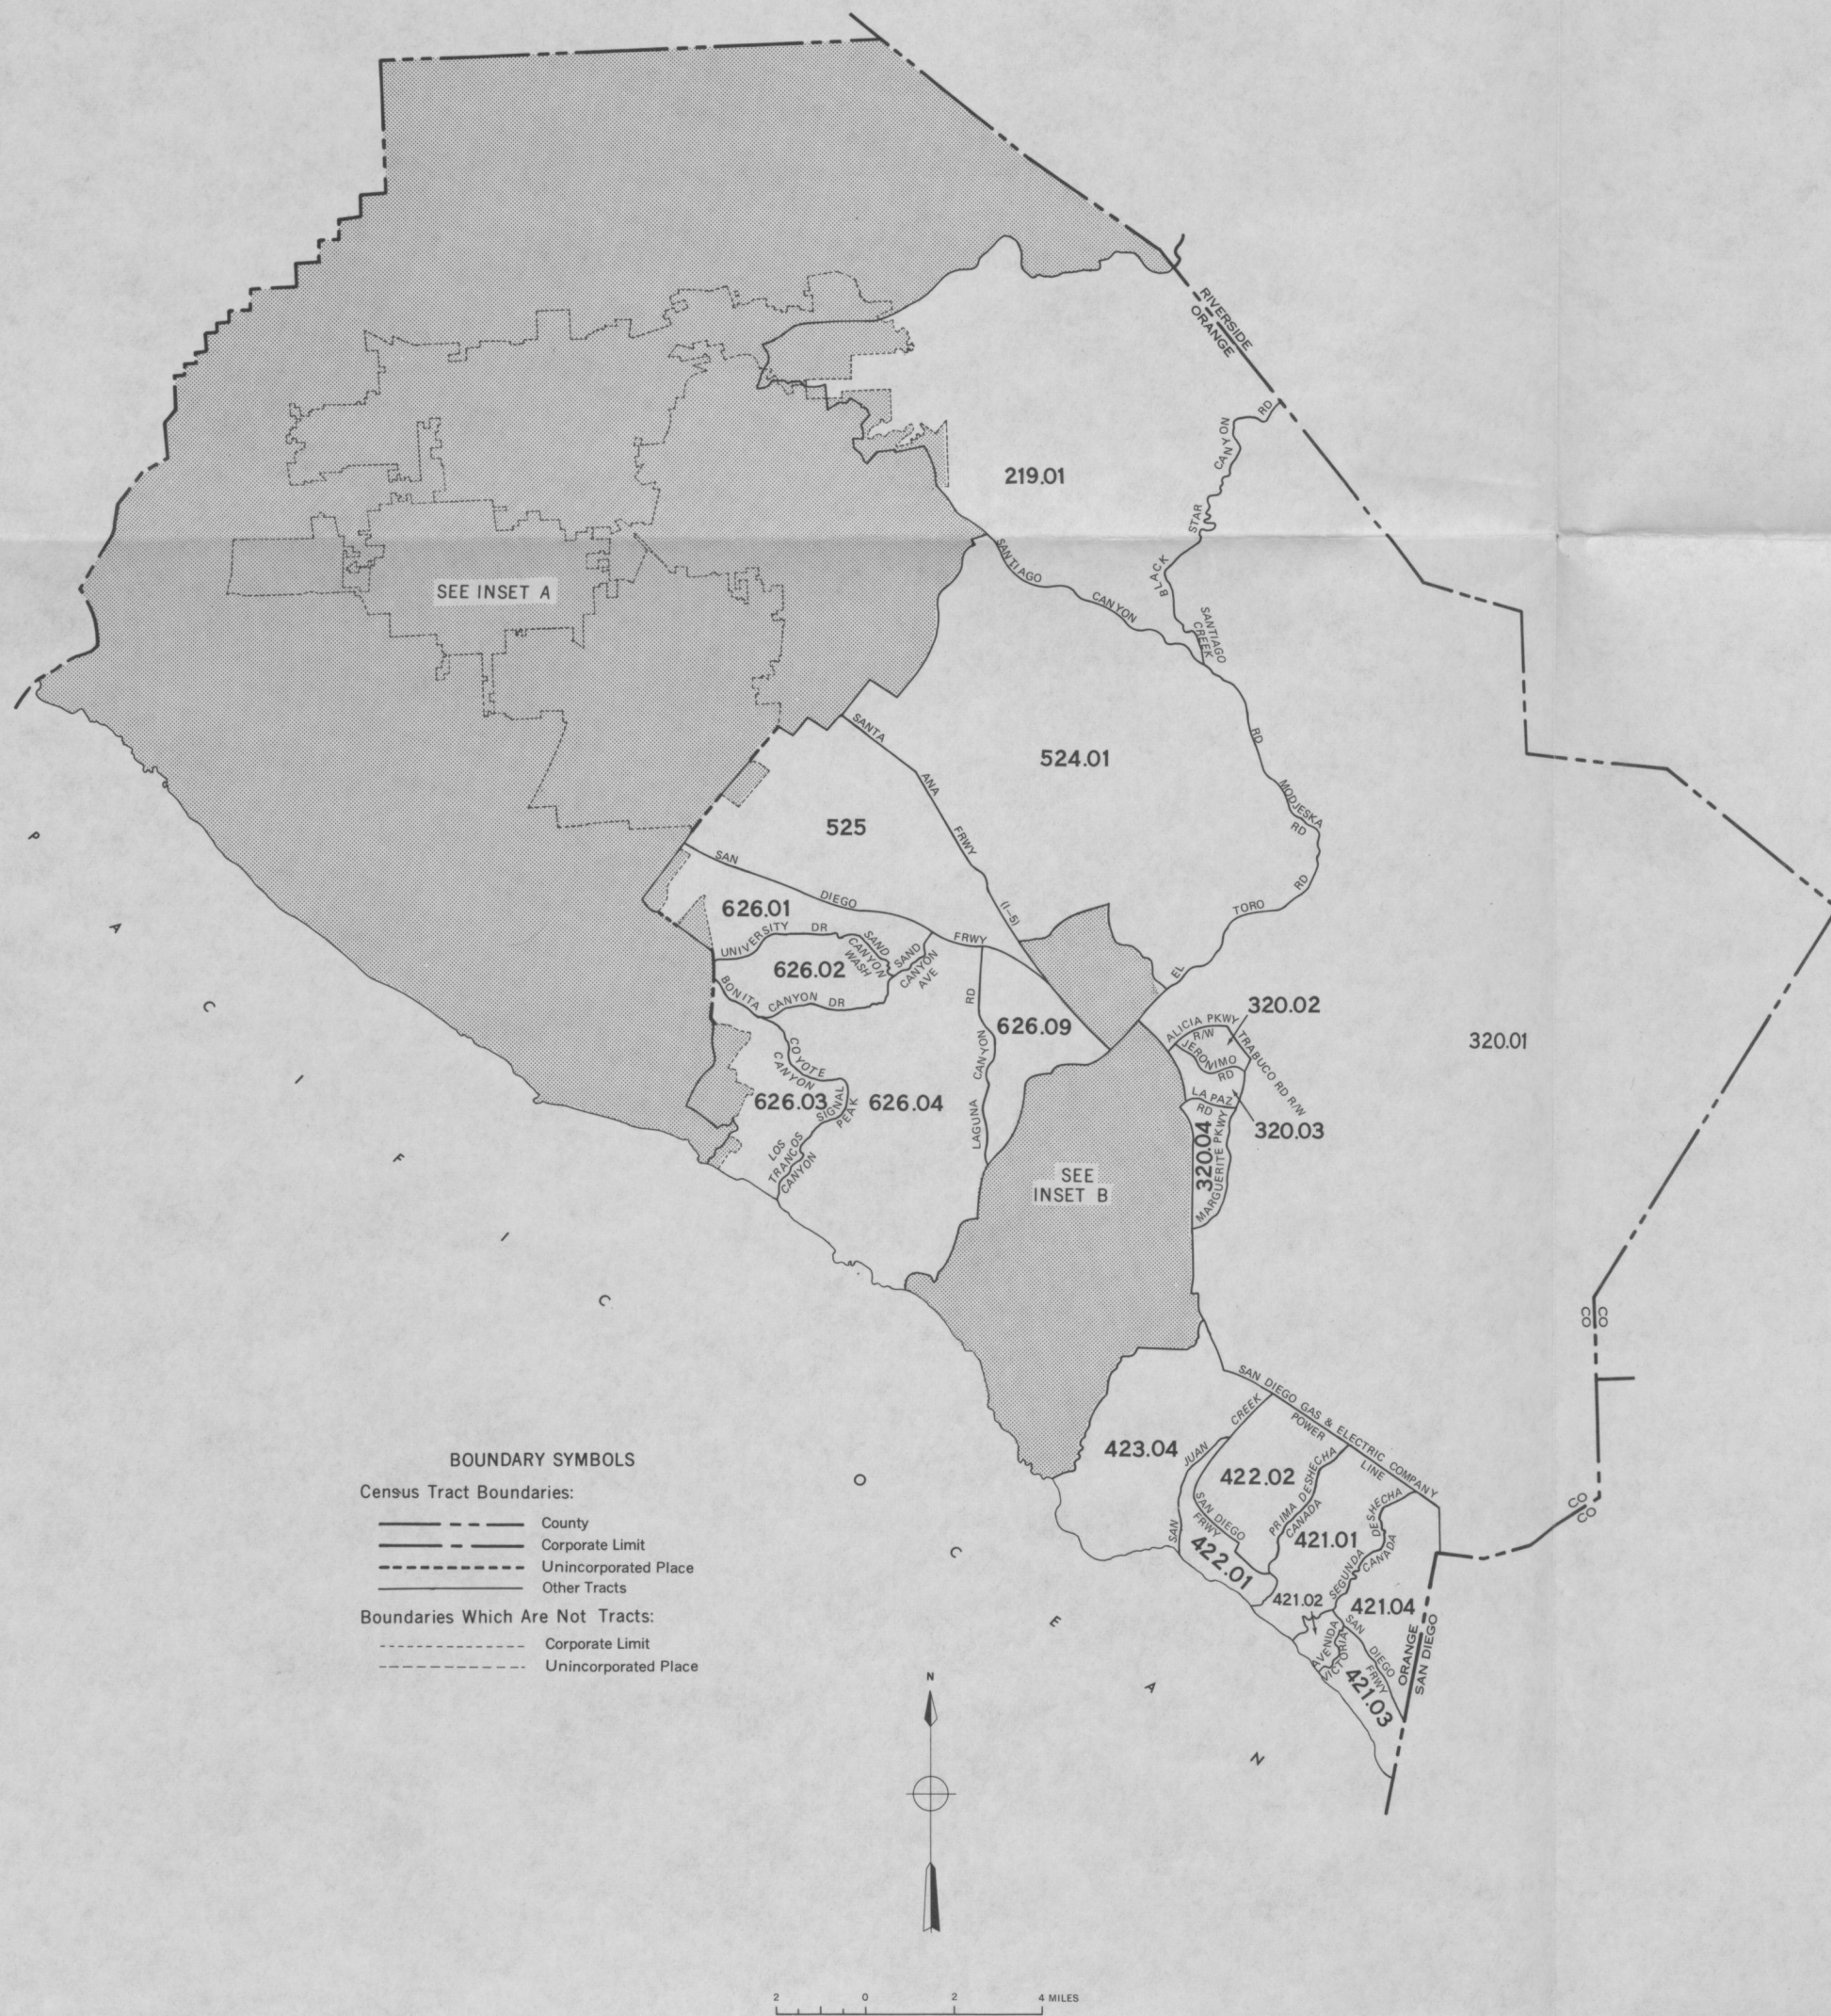 RIVERSIDE
ORANGE
RD
CANYON
STAR
BLACK
219.01
SANTIAGO
CANYON
RD
SANTIAGO
CREEK
SEE INSET A
SANTA
ANA
FRWY
(I-5)
524.01
MODJESKA
RD
525
SAN
DIEGO
FRWY
EL
TORO
RD
626.01
UNIVERSITY DR
SAND
CANYON
WASH
SAND
CANYON
AVE
626.02
BONITA CANYON DR
RD
CANYON
LAGUNA
626.09
320.02
ALICIA PKWY
R/W
JERONIMO
RD
TRABUCO RD R/W
320.01
COYOTE
CANYON
626.03
SIGNAL
PEAK
626.04
LA PAZ
RD
320.03
320.04
MARGUERITE PKWY
LOS
TRANCOS
CANYON
SEE
INSET B
P A C I F I C
O C E A N
CO
CO
SAN DIEGO GAS & ELECTRIC COMPANY
POWER
LINE
423.04
SAN
JUAN
CREEK
422.02
PRIMA DESHECHA
CANADA
SAN DIEGO
FRWY
422.01
421.01
SEGUNDA
DESHECHA
CANADA
CO
CO
421.02
421.04
AVENIDA
VICTORIA
SAN
DIEGO
FRWY
421.03
ORANGE
SAN DIEGO
BOUNDARY SYMBOLS
Census Tract Boundaries:
County
Corporate Limit
Unincorporated Place
Other Tracts
Boundaries Which Are Not Tracts:
Corporate Limit
Unincorporated Place
N
2 0 2 4 MILES